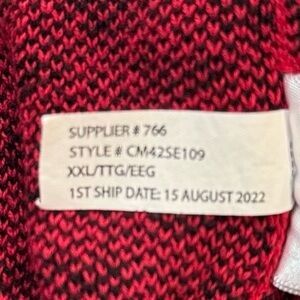 SUPPLIER # 766
STYLE # CM42SE109
XXL/TTG/EEG
1ST SHIP DATE: 15 AUGUST 2022